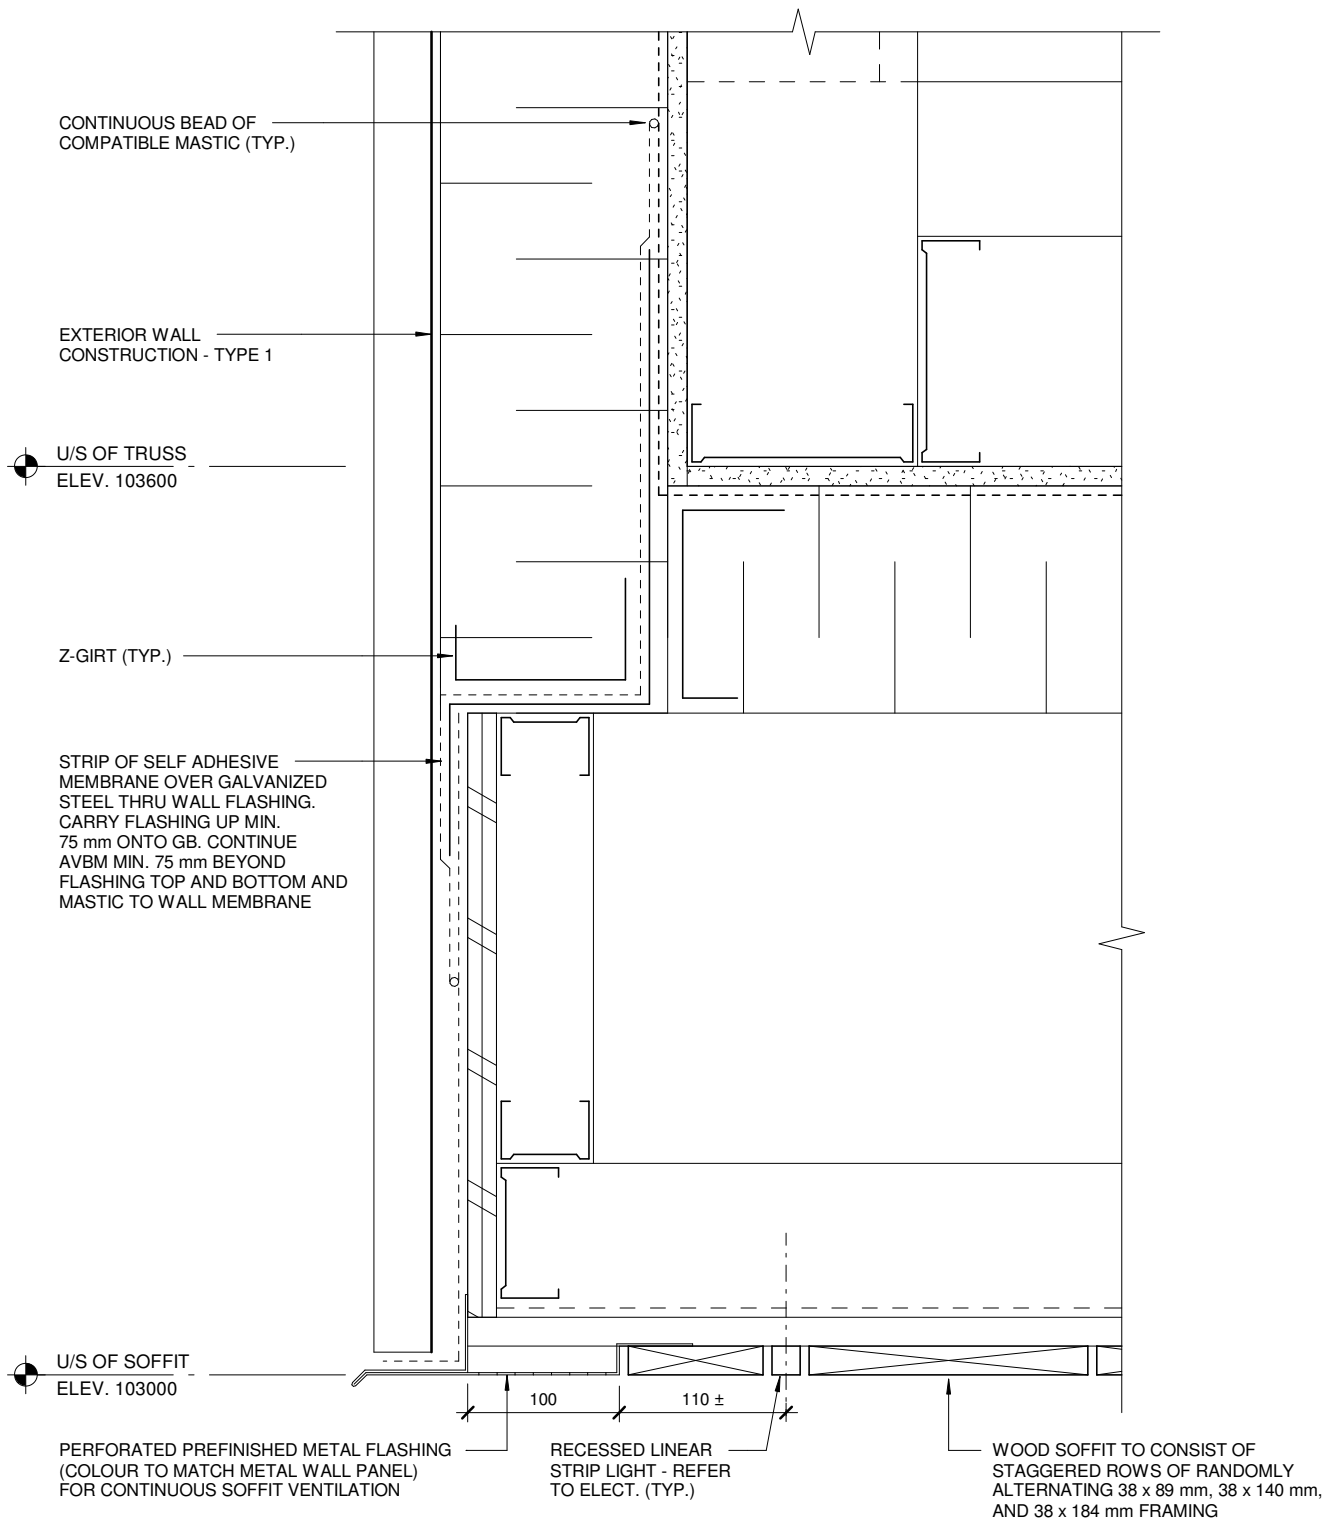 CONTINUOUS BEAD OF
COMPATIBLE MASTIC (TYP.)
EXTERIOR WALL
CONSTRUCTION - TYPE 1
U/S OF TRUSS
ELEV. 103600
Z-GIRT (TYP.)
STRIP OF SELF ADHESIVE
MEMBRANE OVER GALVANIZED
STEEL THRU WALL FLASHING.
CARRY FLASHING UP MIN.
75 mm ONTO GB. CONTINUE
AVBM MIN. 75 mm BEYOND
FLASHING TOP AND BOTTOM AND
MASTIC TO WALL MEMBRANE
U/S OF SOFFIT
ELEV. 103000
100
110 ±
PERFORATED PREFINISHED METAL FLASHING
(COLOUR TO MATCH METAL WALL PANEL)
FOR CONTINUOUS SOFFIT VENTILATION
RECESSED LINEAR
STRIP LIGHT - REFER
TO ELECT. (TYP.)
WOOD SOFFIT TO CONSIST OF
STAGGERED ROWS OF RANDOMLY
ALTERNATING 38 x 89 mm, 38 x 140 mm,
AND 38 x 184 mm FRAMING